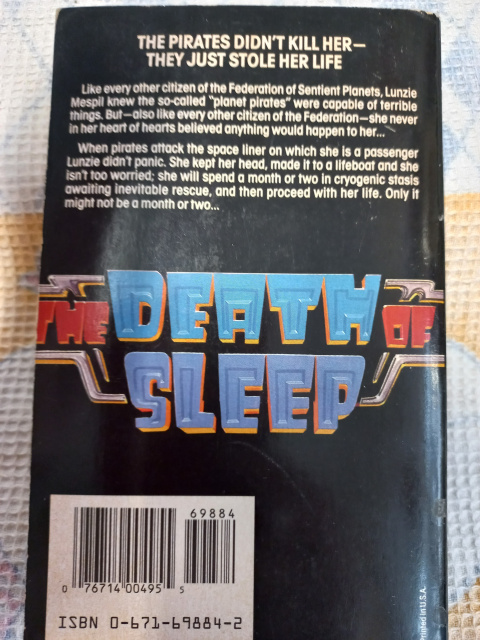 THE PIRATES DIDN'T KILL HER—
THEY JUST STOLE HER LIFE
Like every other citizen of the Federation of Sentient Planets, Lunzie
Mespil knew the so-called "planet pirates" were capable of terrible
things. But—also like every other citizen of the Federation—she never
in her heart of hearts believed anything would happen to her...
When pirates attack the space liner on which she is a passenger
Lunzie didn't panic. She kept her head, made it to a lifeboat and she
isn't too worried; she will spend a month or two in cryogenic stasis
awaiting inevitable rescue, and then proceed with her life. Only it
might not be a month or two...
THE DEATH OF
SLEEP
69884
0 76714 00495 5
ISBN 0-671-69884-2
in U.S.A.